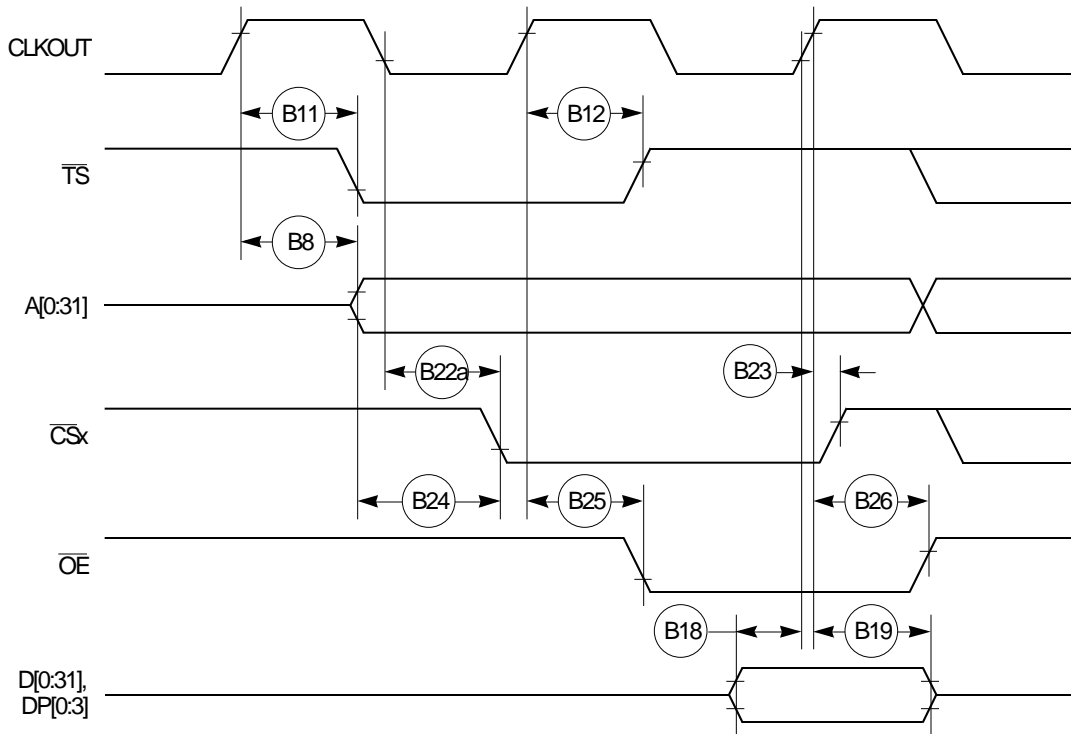 CLKOUT
B11
B12
TS
B8
A[0:31]
B22a
B23
CSx
B24
B25
B26
OE
B18
B19
D[0:31],
DP[0:3]